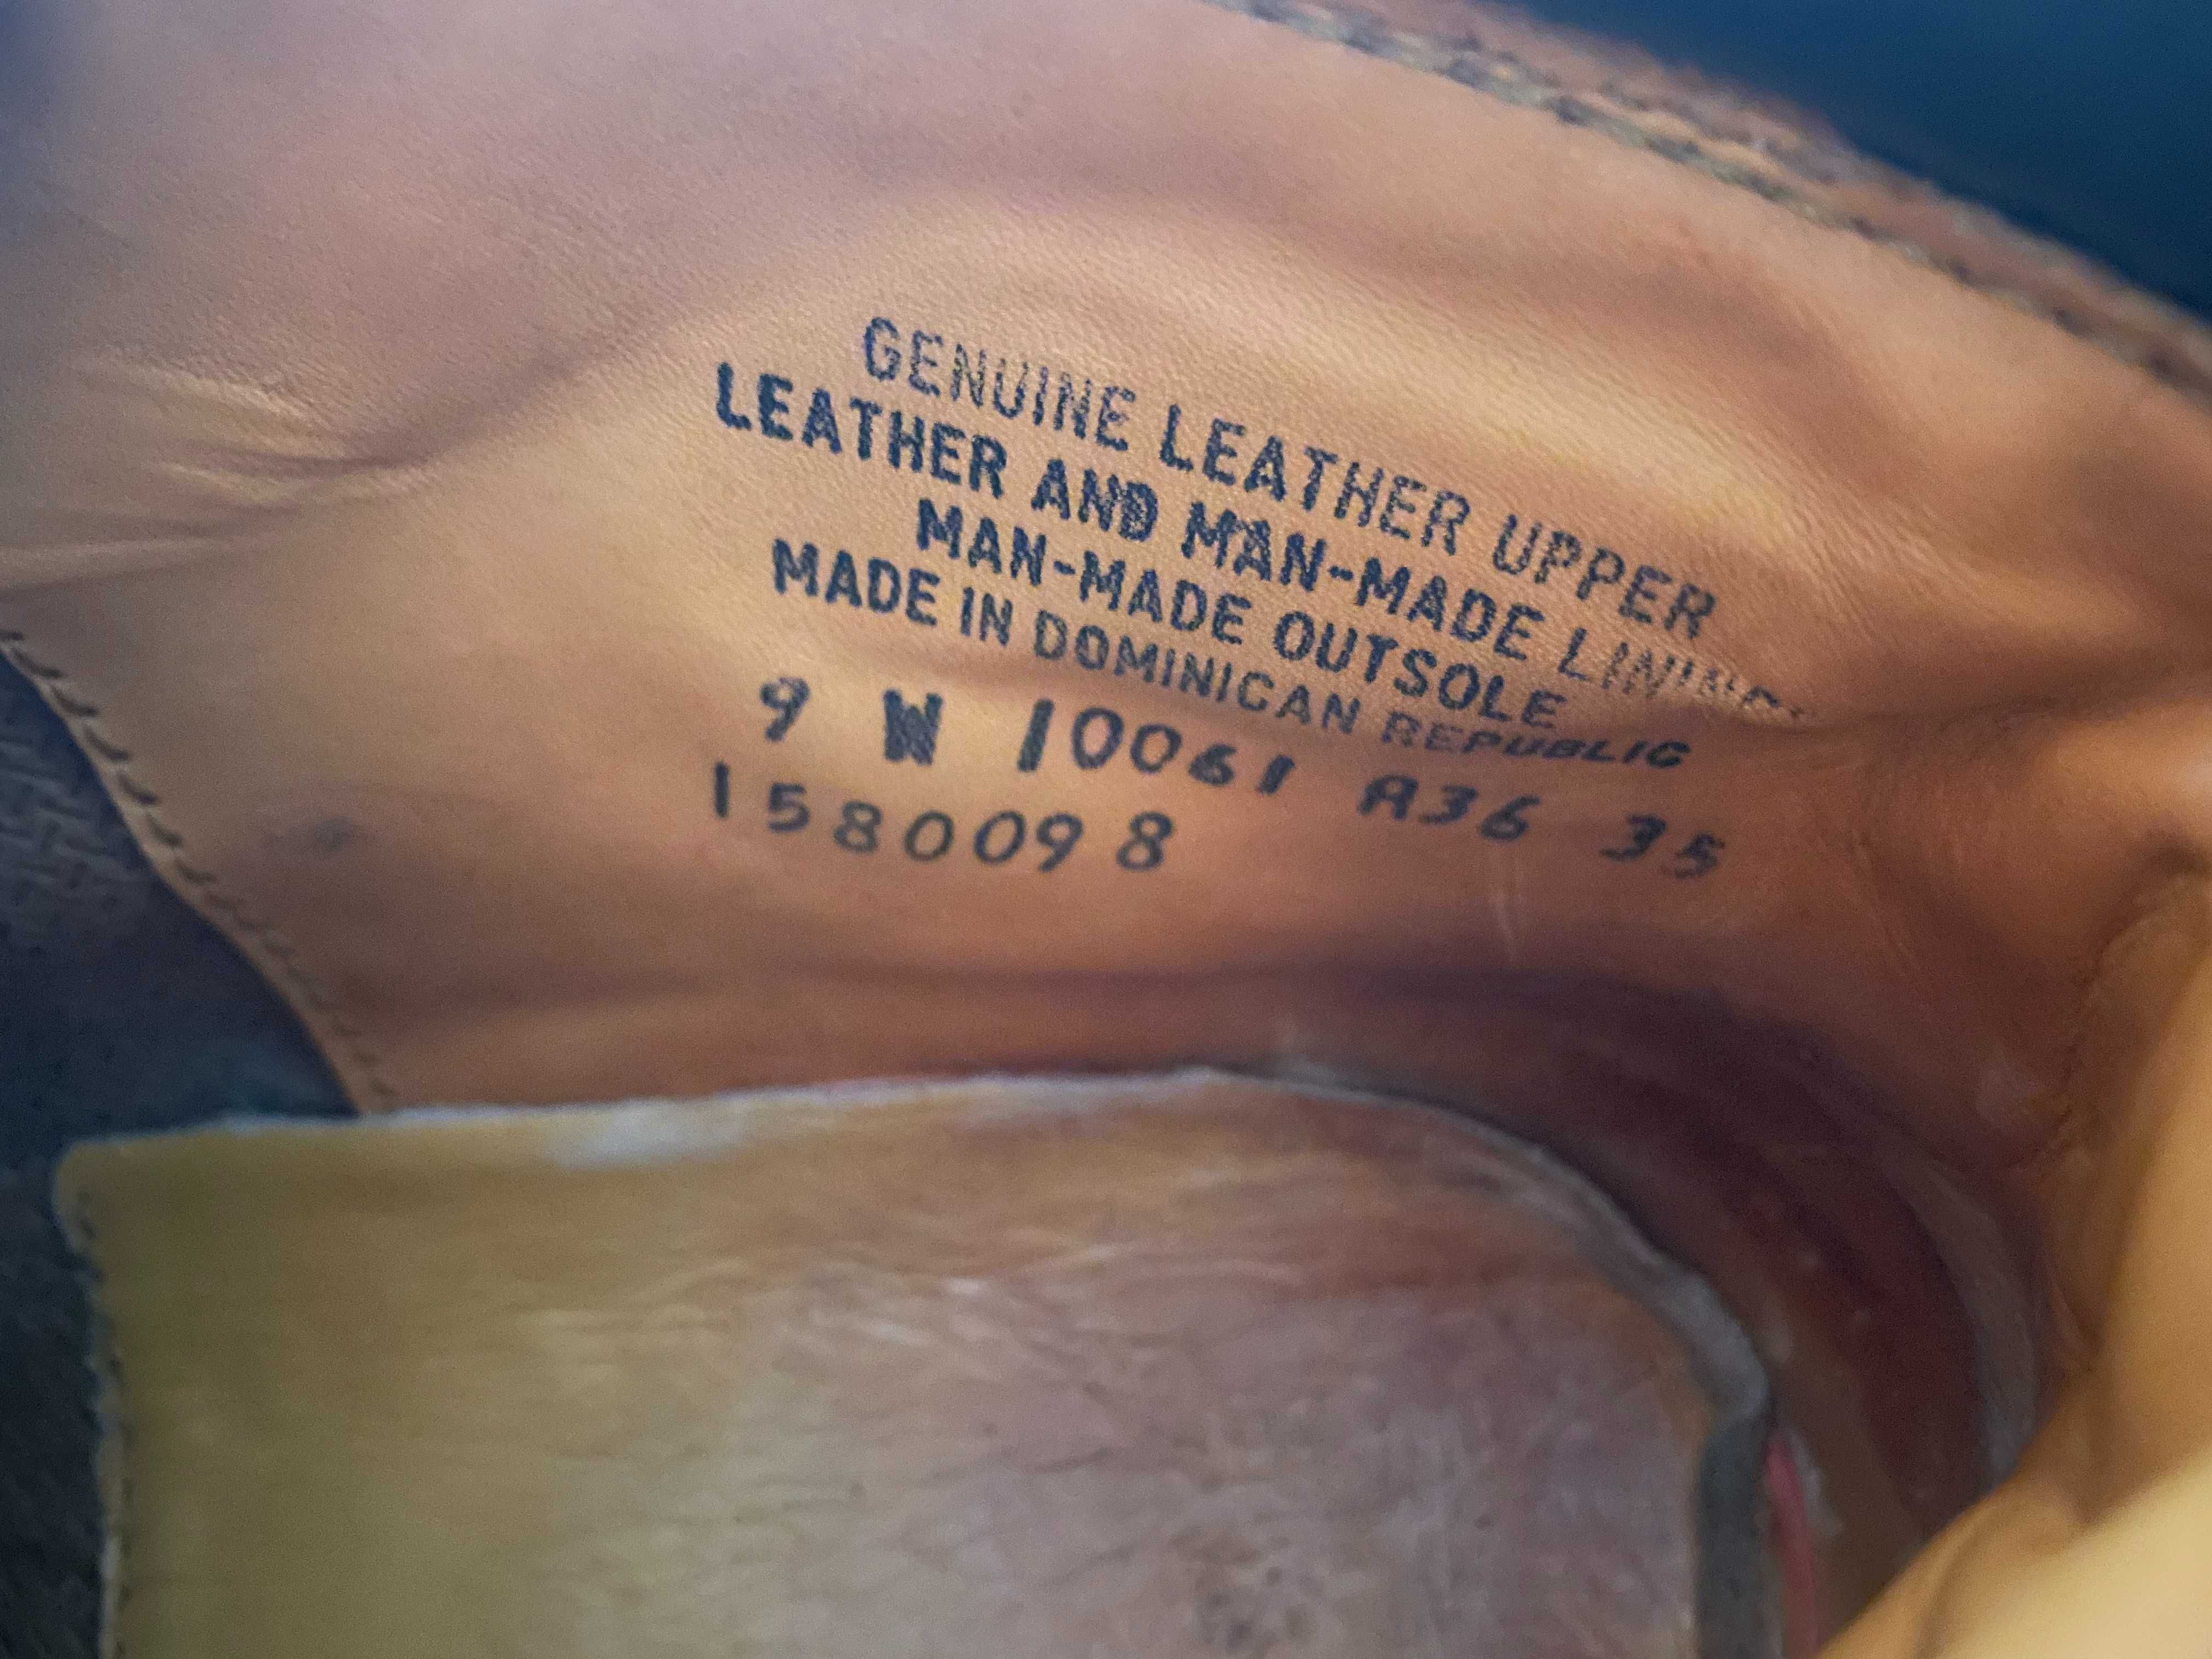 GENUINE LEATHER UPPER
LEATHER AND MAN-MADE LINING
MAN-MADE OUTSOLE
MADE IN DOMINICAN REPUBLIC
9 W 10061 A36 35
1580098